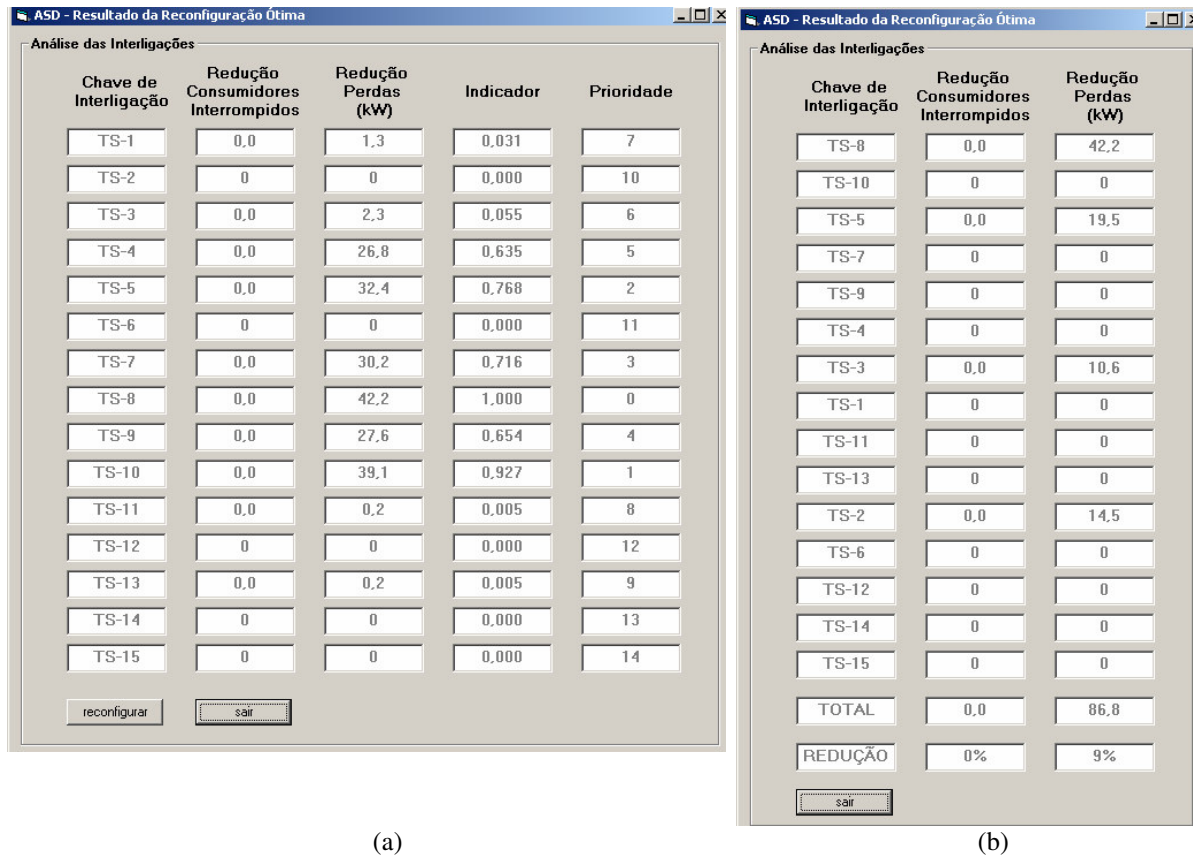 ASD - Resultado da Reconfiguração Ótima
Análise das Interligações
Chave de Interligação Redução Consumidores Interrompidos Redução Perdas (kW) Indicador Prioridade
TS-1 0,0 1,3 0,031 7
TS-2 0 0 0,000 10
TS-3 0,0 2,3 0,055 6
TS-4 0,0 26,8 0,635 5
TS-5 0,0 32,4 0,768 2
TS-6 0 0 0,000 11
TS-7 0,0 30,2 0,716 3
TS-8 0,0 42,2 1,000 0
TS-9 0,0 27,6 0,654 4
TS-10 0,0 39,1 0,927 1
TS-11 0,0 0,2 0,005 8
TS-12 0 0 0,000 12
TS-13 0,0 0,2 0,005 9
TS-14 0 0 0,000 13
TS-15 0 0 0,000 14
reconfigurar sair
(a)
ASD - Resultado da Reconfiguração Ótima
Análise das Interligações
Chave de Interligação Redução Consumidores Interrompidos Redução Perdas (kW)
TS-8 0,0 42,2
TS-10 0 0
TS-5 0,0 19,5
TS-7 0 0
TS-9 0 0
TS-4 0 0
TS-3 0,0 10,6
TS-1 0 0
TS-11 0 0
TS-13 0 0
TS-2 0,0 14,5
TS-6 0 0
TS-12 0 0
TS-14 0 0
TS-15 0 0
TOTAL 0,0 86,8
REDUÇÃO 0% 9%
sair
(b)